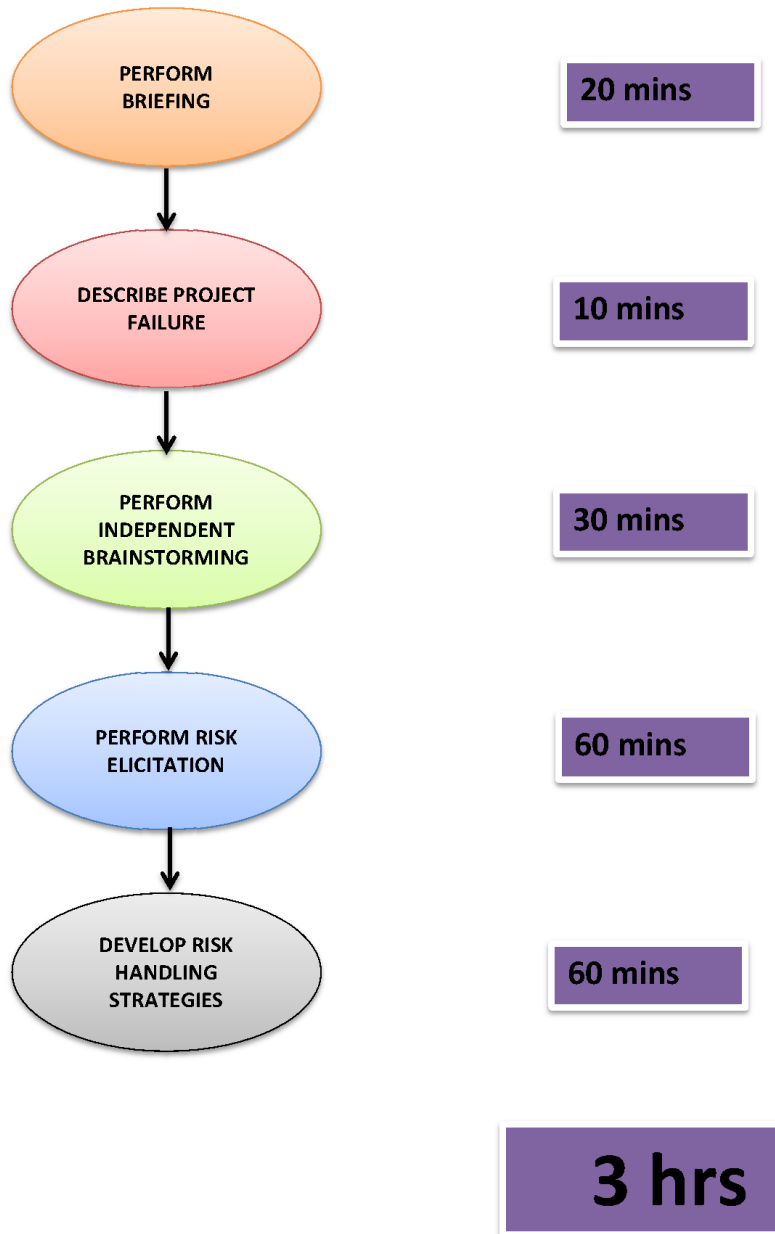 PERFORM
BRIEFING
20 mins
DESCRIBE PROJECT
FAILURE
10 mins
PERFORM
INDEPENDENT
BRAINSTORMING
30 mins
PERFORM RISK
ELICITATION
60 mins
DEVELOP RISK
HANDLING
STRATEGIES
60 mins
3 hrs